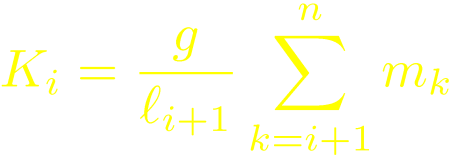 K_i = \frac{g}{\ell_{i+1}} \sum_{k=i+1}^{n} m_k